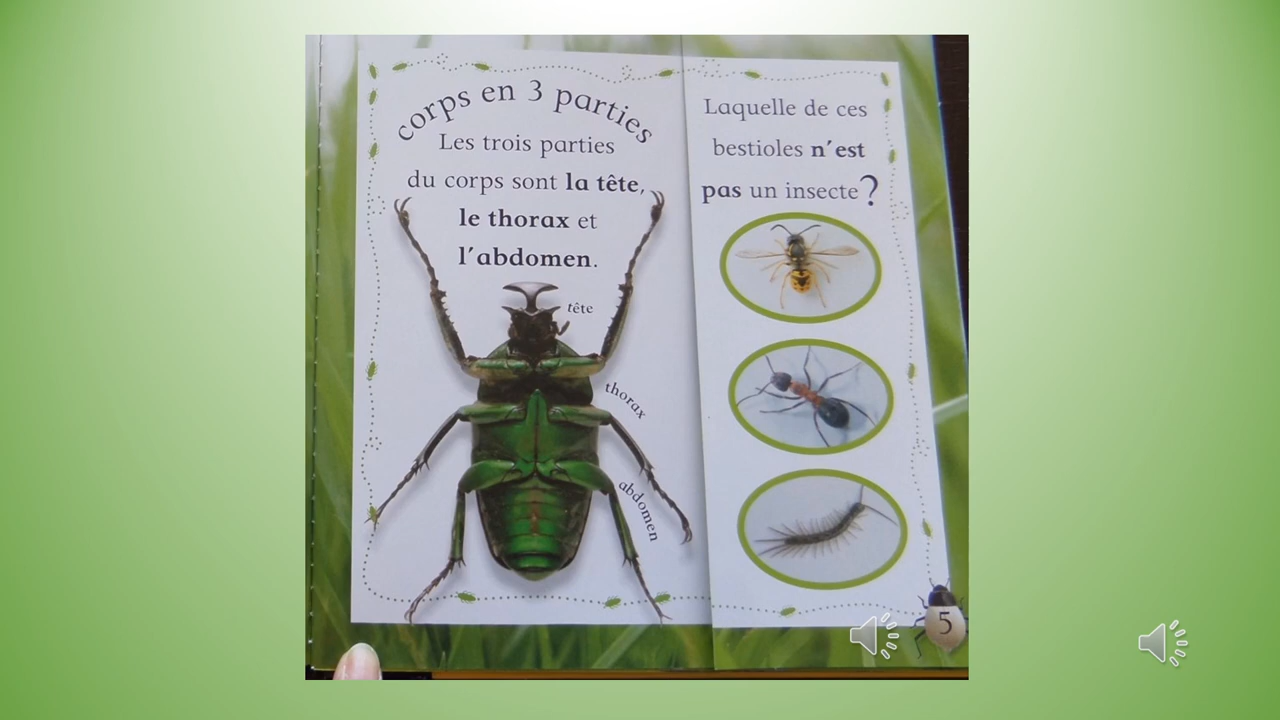 corps en 3 parties
Les trois parties
du corps sont la tête,
le thorax et
l'abdomen.
tête
thorax
abdomen
Laquelle de ces
bestioles n'est
pas un insecte?
5